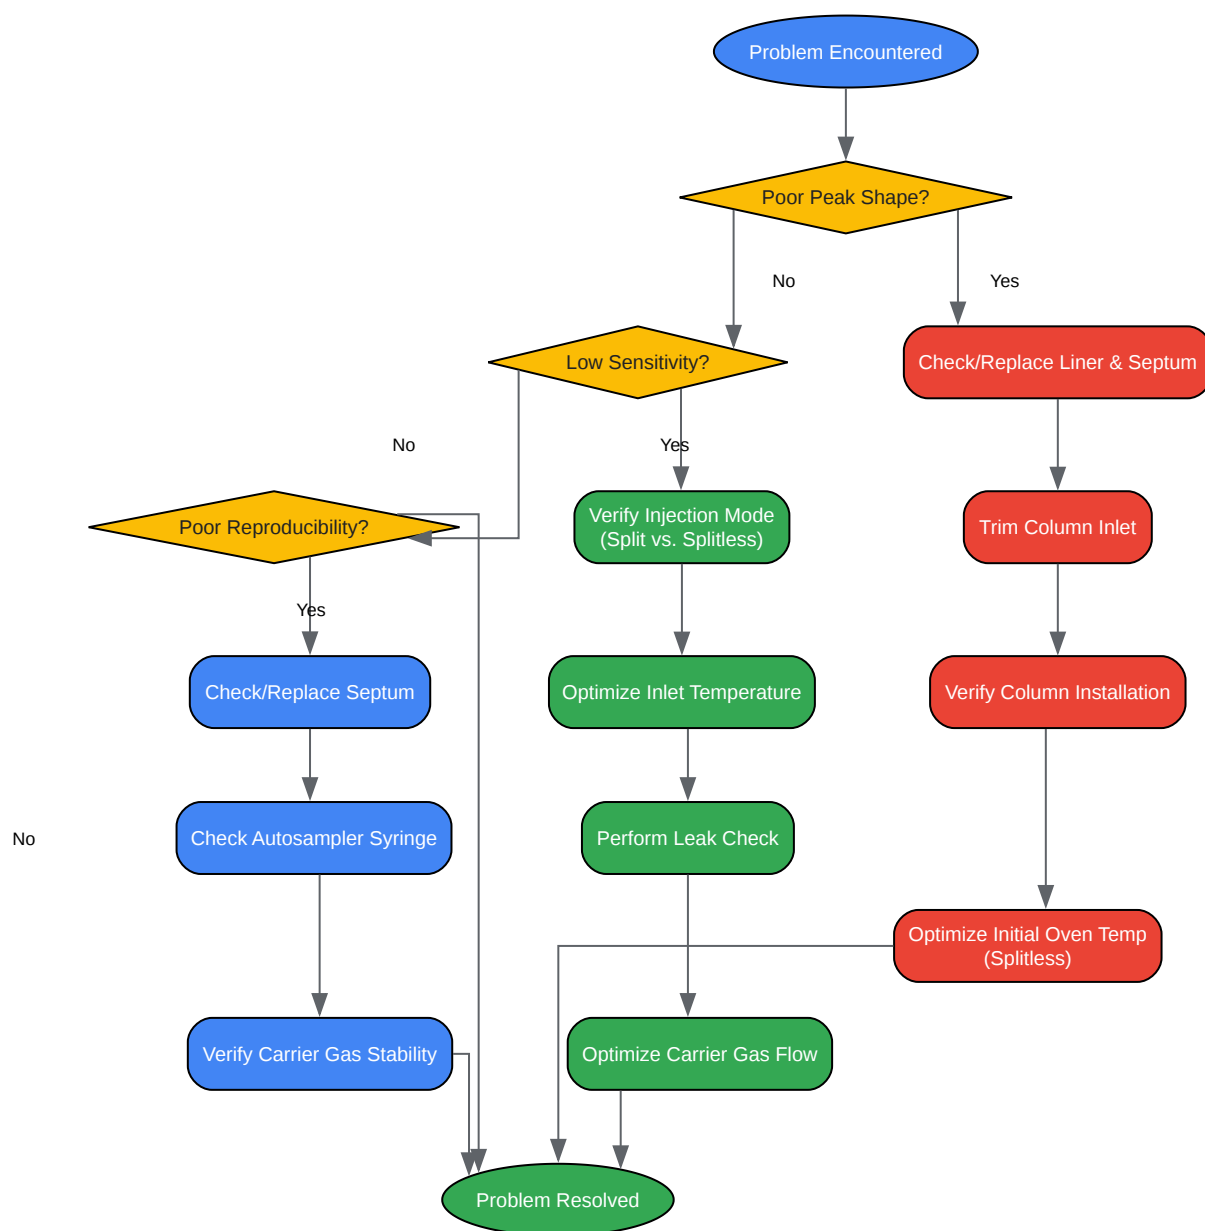 Problem Encountered
Poor Peak Shape?
No
Yes
Low Sensitivity?
Check/Replace Liner & Septum
No
Yes
Poor Reproducibility?
Verify Injection Mode
(Split vs. Splitless)
Trim Column Inlet
Yes
Check/Replace Septum
Optimize Inlet Temperature
Verify Column Installation
No
Check Autosampler Syringe
Perform Leak Check
Optimize Initial Oven Temp
(Splitless)
Verify Carrier Gas Stability
Optimize Carrier Gas Flow
Problem Resolved